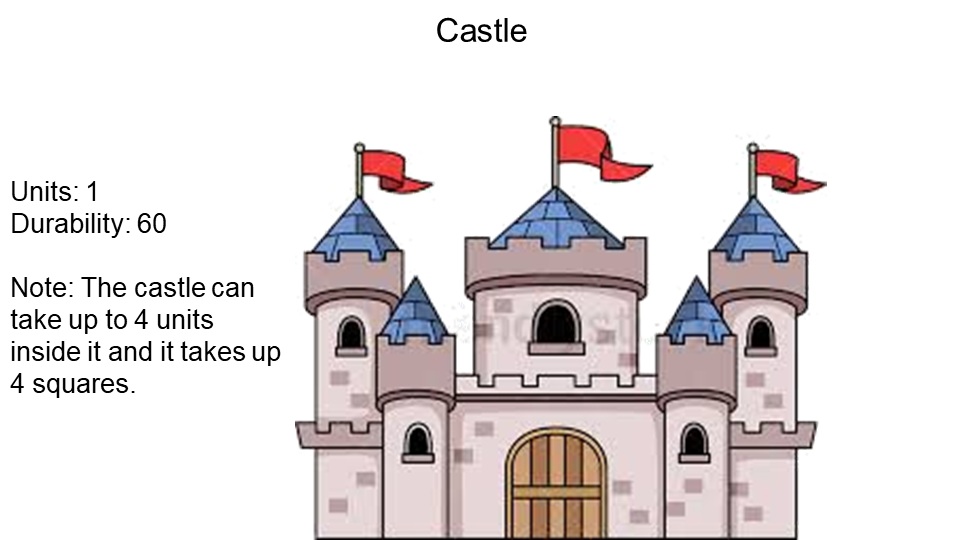 Castle
Units: 1
Durability: 60
Note: The castle can
take up to 4 units
inside it and it takes up
4 squares.